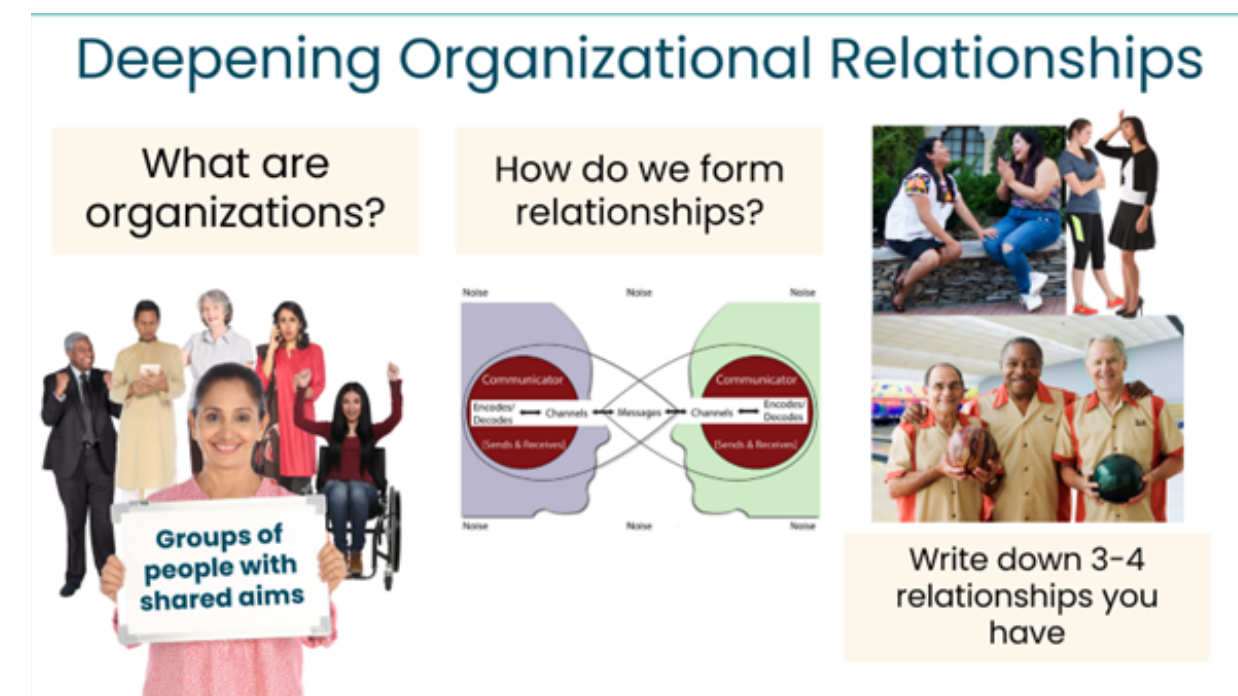 Deepening Organizational Relationships
What are
organizations?
Groups of
people with
shared aims
How do we form
relationships?
Noise
Noise
Noise
Communicator
Encodes/
Decodes
Channels
Messages
Channels
Communicator
Encodes/
Decodes
[Sends & Receives]
[Sends & Receives]
Noise
Noise
Noise
Write down 3-4
relationships you
have